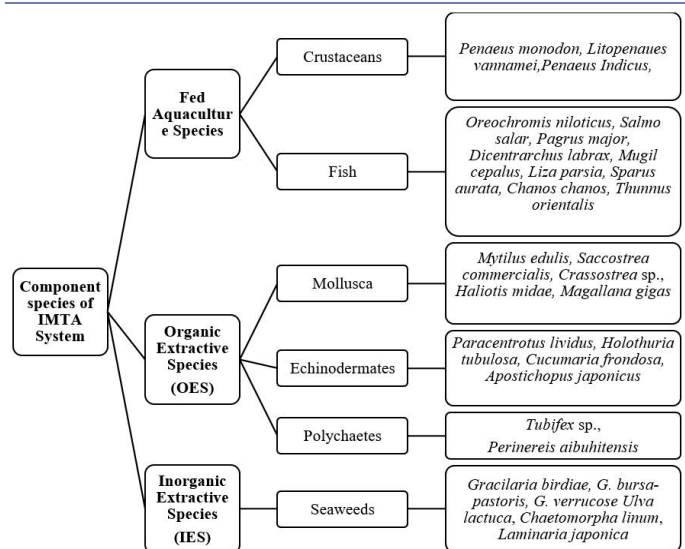 Crustaceans
Penaeus monodon, Litopenaues
vannamei,Penaeus Indicus,
Fed
Aquacultur
e Species
Fish
Oreochromis niloticus, Salmo
salar, Pagrus major,
Dicentrarchus labrax, Mugil
cepalus, Liza parsia, Sparus
aurata, Chanos chanos, Thunnus
orientalis
Component
species of
IMTA
System
Mollusca
Mytilus edulis, Saccostrea
commercialis, Crassostrea sp.,
Haliotis midae, Magallana gigas
Organic
Extractive
Species
(OES)
Echinodermates
Paracentrotus lividus, Holothuria
tubulosa, Cucumaria frondosa,
Apostichopus japonicus
Polychaetes
Tubifex sp.,
Perinereis aibuhitensis
Inorganic
Extractive
Species
(IES)
Seaweeds
Gracilaria birdiae, G. bursa-
pastoris, G. verrucose Ulva
lactuca, Chaetomorpha linum,
Laminaria japonica